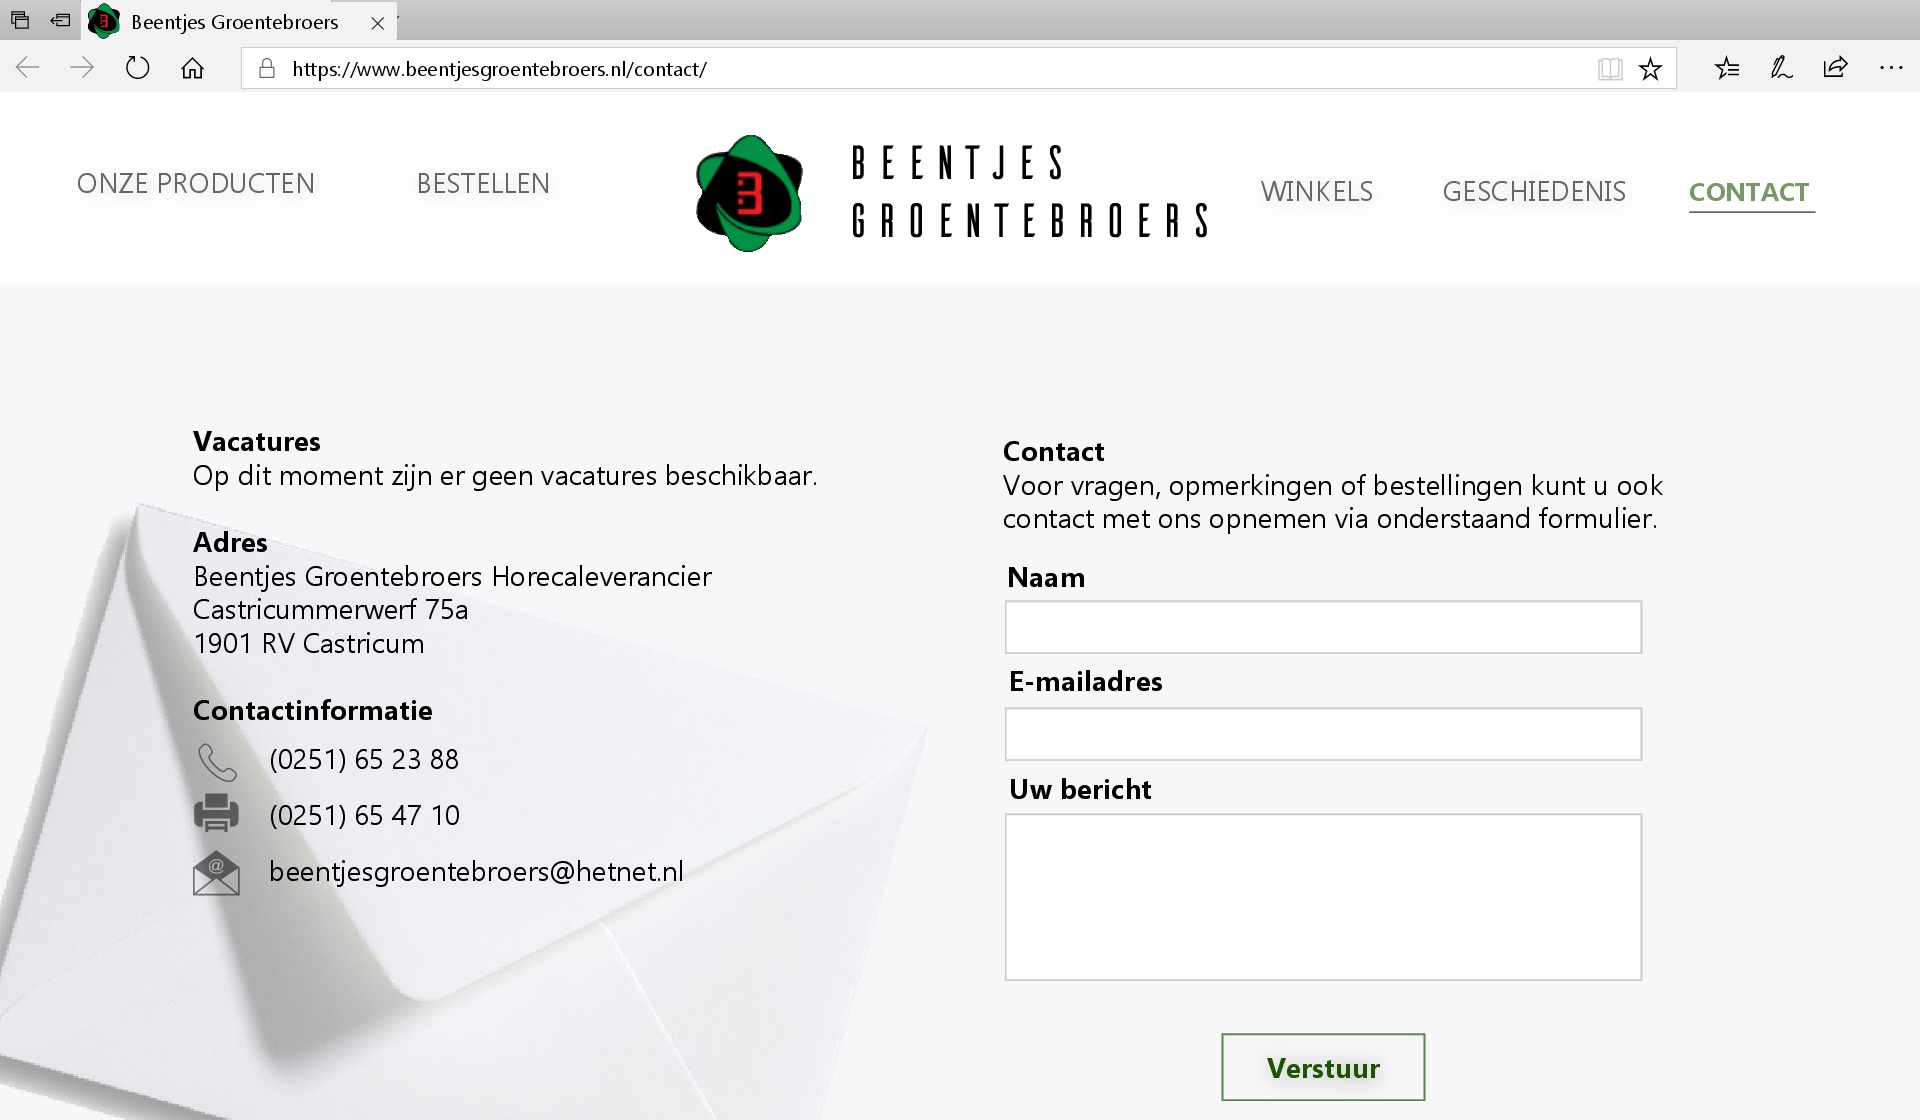 Beentjes Groentebroers
https://www.beentjesgroentebroers.nl/contact/
ONZE PRODUCTEN
BESTELLEN
B
BEENTJES
GROENTEBROERS
WINKELS
GESCHIEDENIS
CONTACT
Vacatures
Op dit moment zijn er geen vacatures beschikbaar.
Adres
Beentjes Groentebroers Horecaleverancier
Castricummerwerf 75a
1901 RV Castricum
Contactinformatie
(0251) 65 23 88
(0251) 65 47 10
@
beentjesgroentebroers@hetnet.nl
Contact
Voor vragen, opmerkingen of bestellingen kunt u ook
contact met ons opnemen via onderstaand formulier.
Naam
E-mailadres
Uw bericht
Verstuur